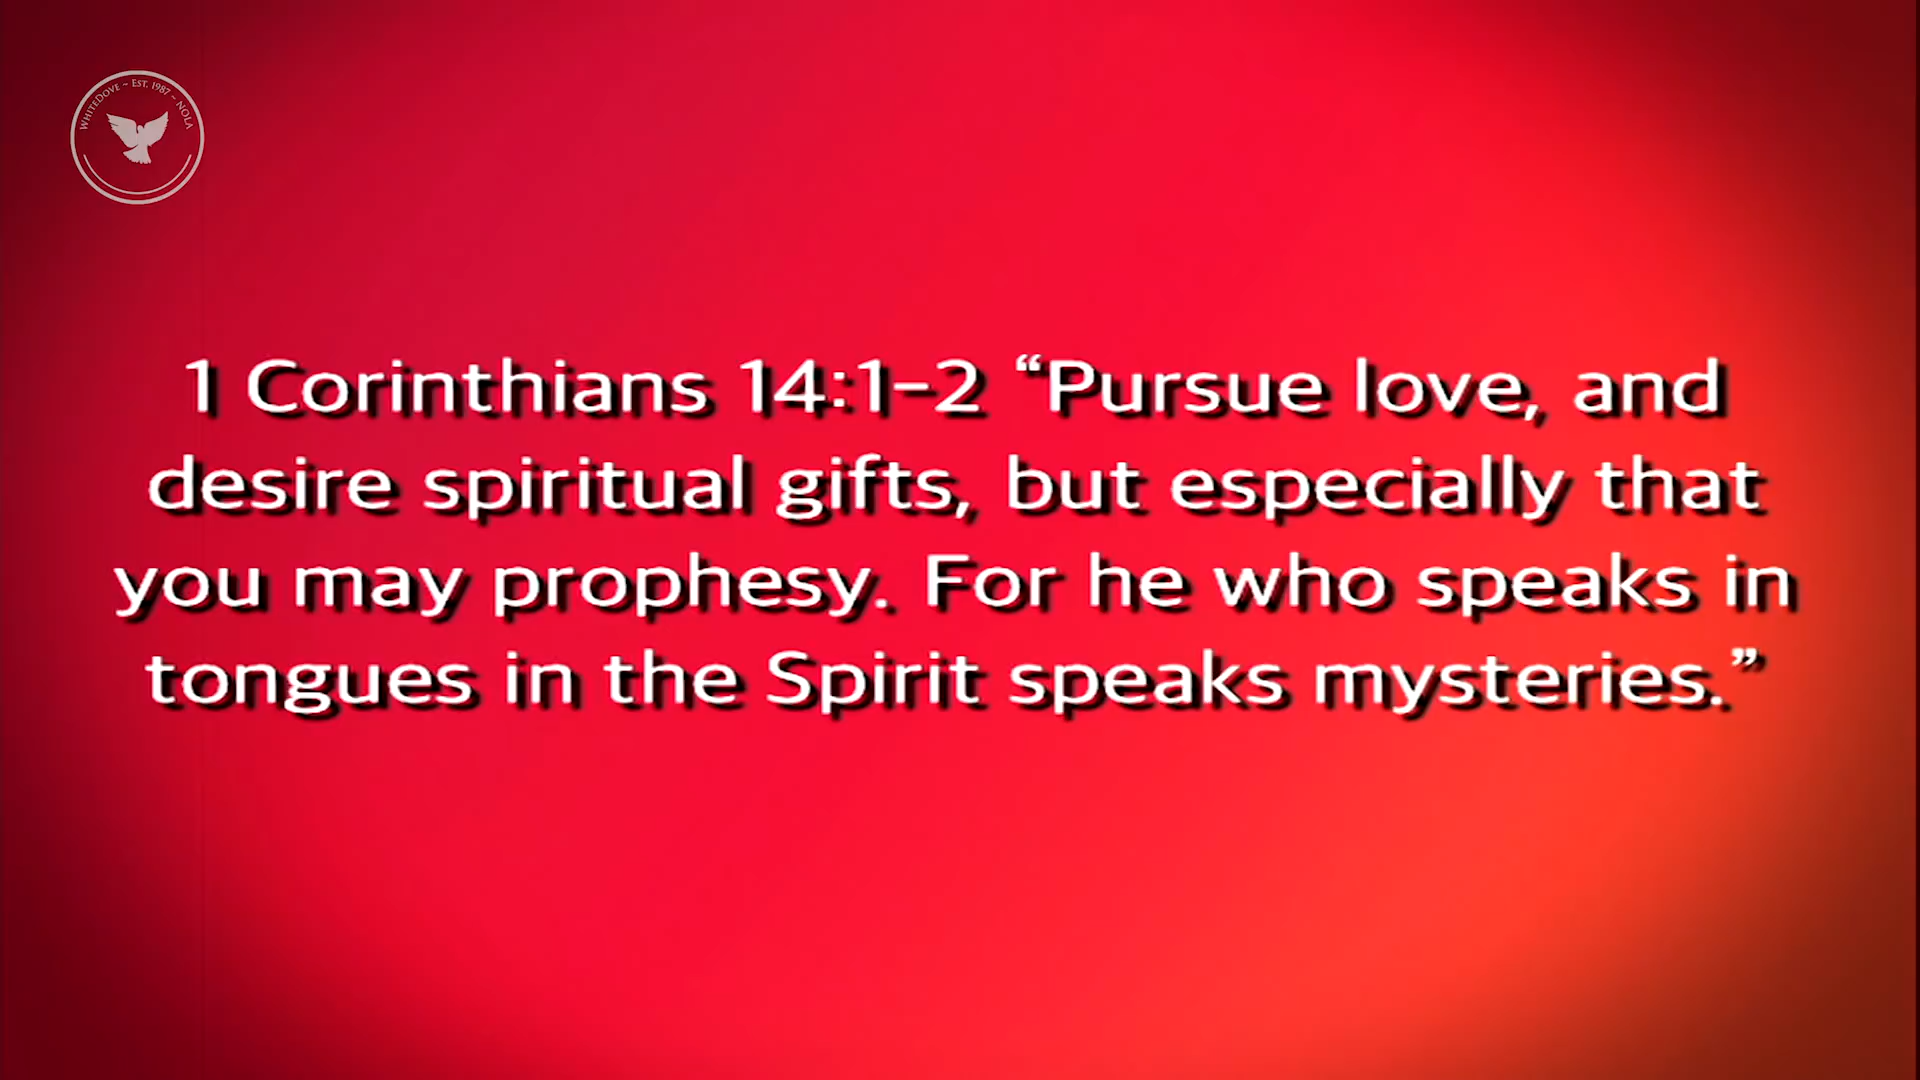 WHITEDOVE ~ EST. 1987 ~ NOLA
1 Corinthians 14:1-2 “Pursue love, and
desire spiritual gifts, but especially that
you may prophesy. For he who speaks in
tongues in the Spirit speaks mysteries.”